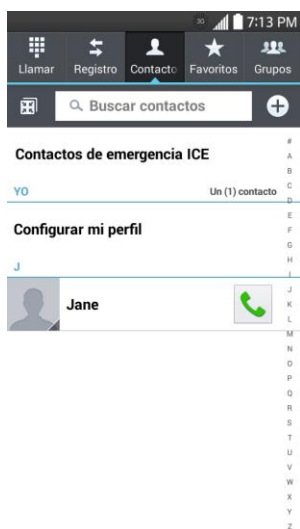 30 7:13 PM
Llamar Registro Contacto Favoritos Grupos
Buscar contactos
Contactos de emergencia ICE
YO Un (1) contacto
Configurar mi perfil
J
Jane
#
A
B
C
D
E
F
G
H
I
J
K
L
M
N
O
P
Q
R
S
T
U
V
W
X
Y
Z